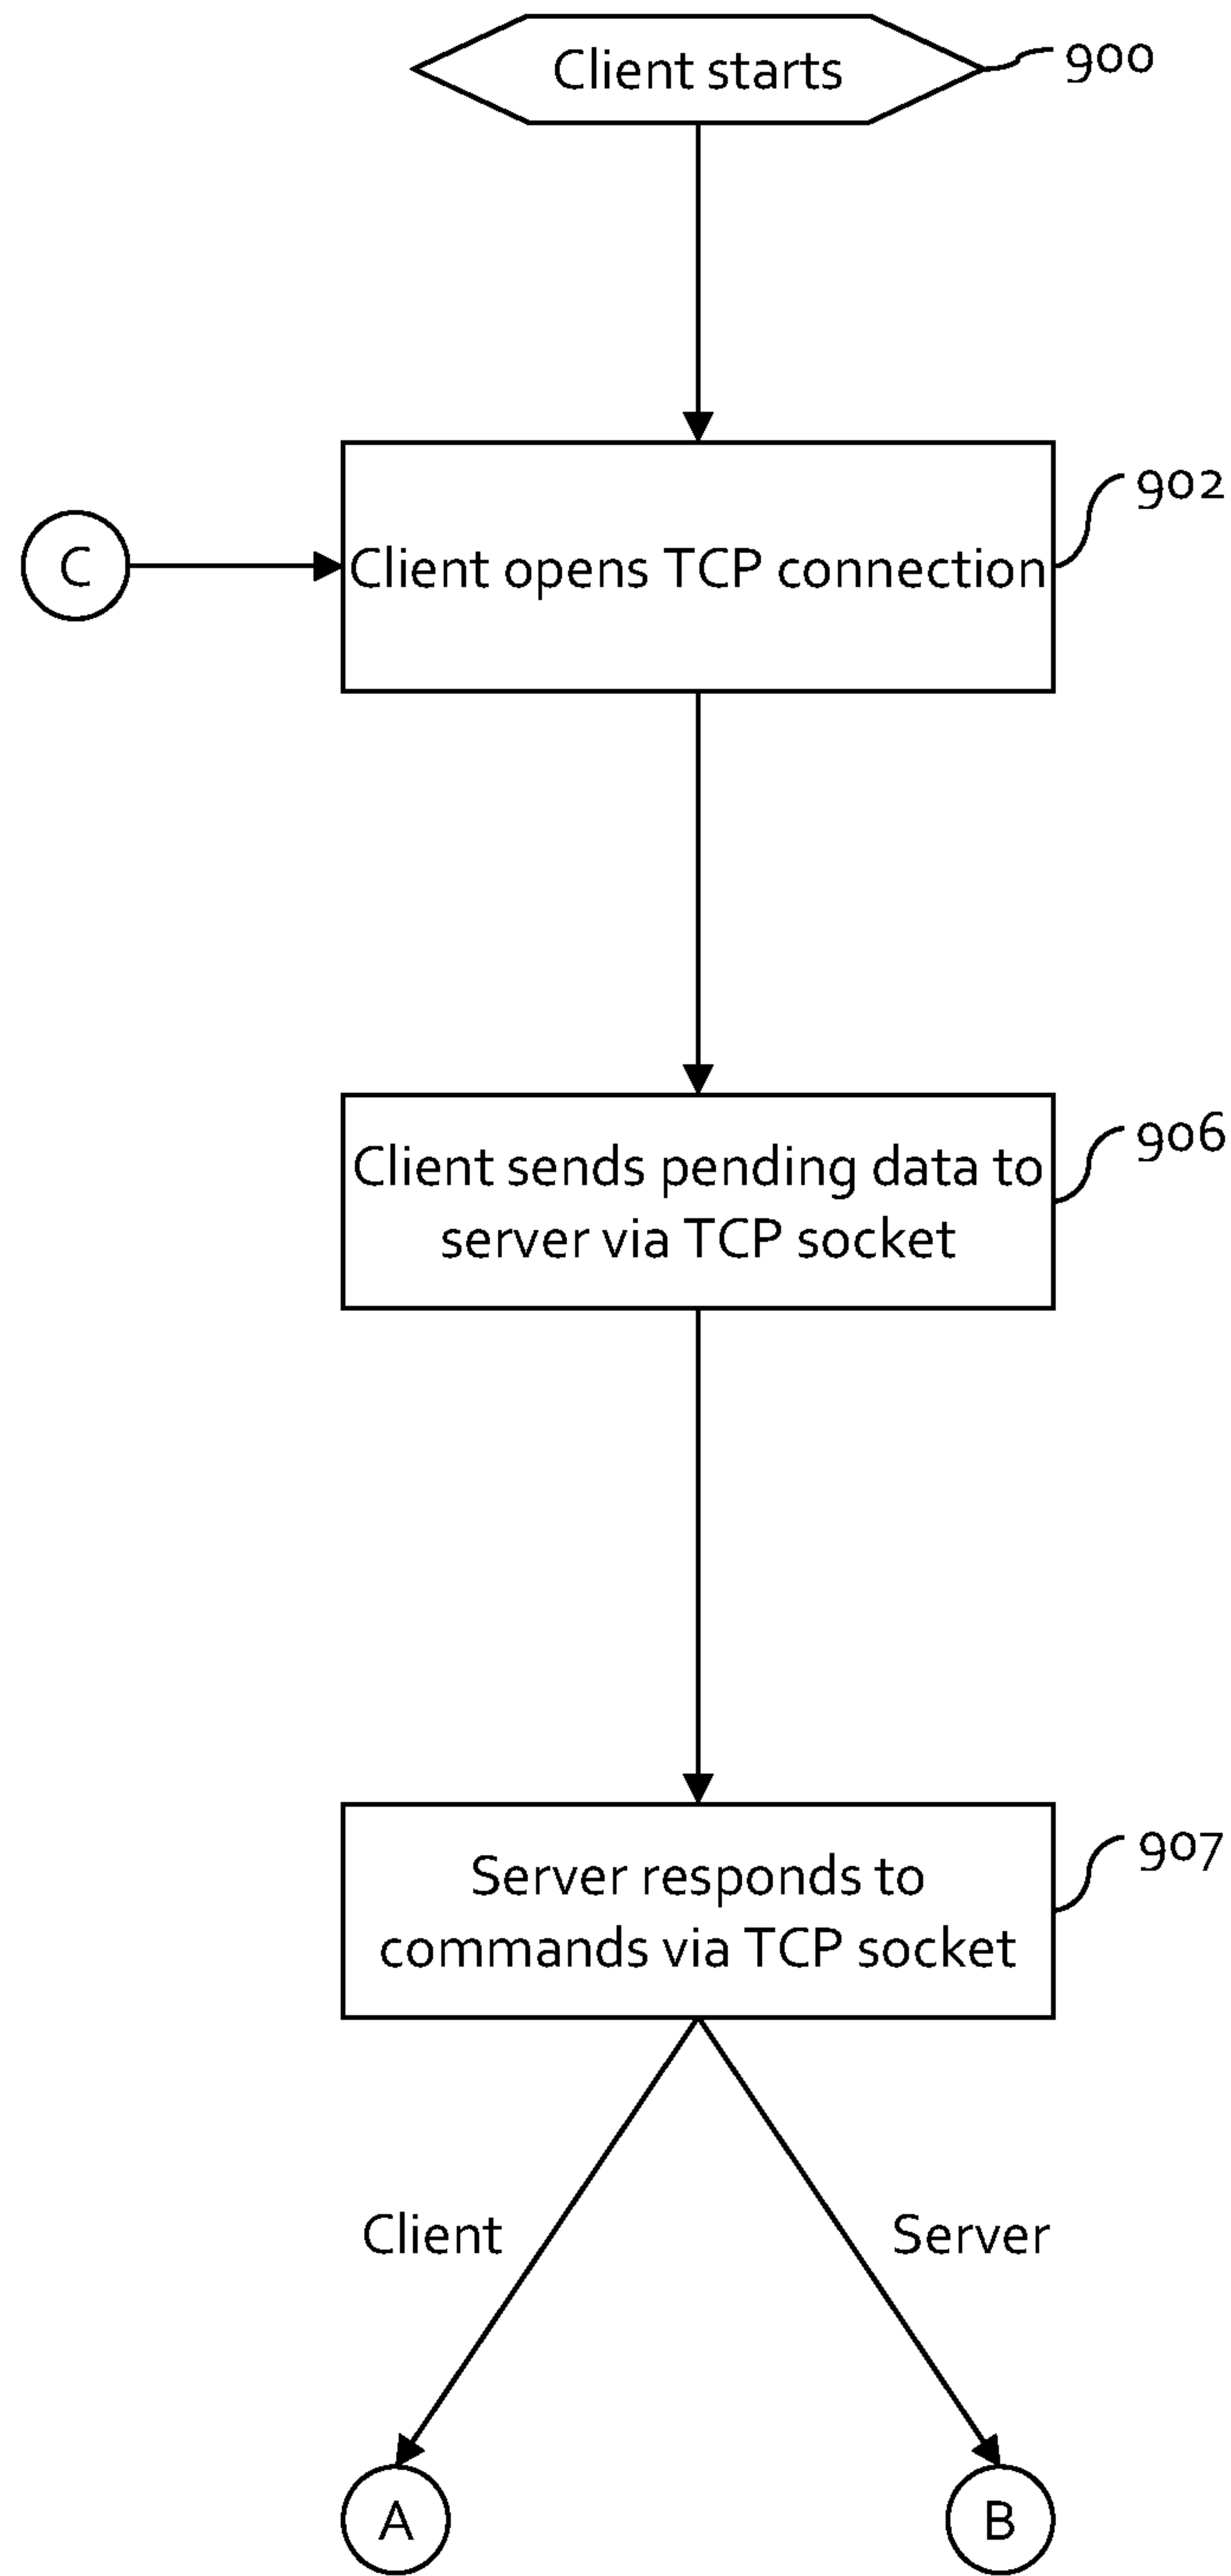 Client starts
900
902
C
Client opens TCP connection
906
Client sends pending data to
server via TCP socket
907
Server responds to
commands via TCP socket
Client
Server
A
B